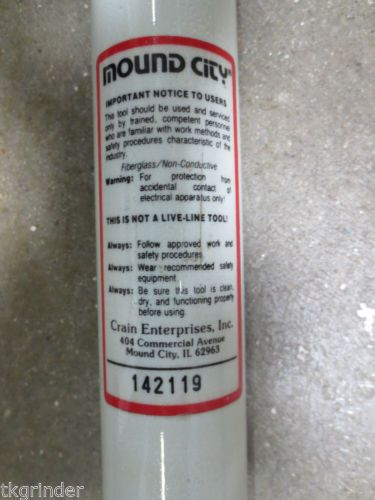 MOUND CITY®
IMPORTANT NOTICE TO USERS
This tool should be used and serviced
only by trained, competent personnel
who are familiar with work methods and
safety procedures characteristic of the
industry.
Fiberglass/Non-Conductive
Warning: For protection from
accidental contact of
electrical apparatus only!
THIS IS NOT A LIVE-LINE TOOL!
Always: Follow approved work and
safety procedures.
Always: Wear recommended safety
equipment.
Always: Be sure this tool is clean,
dry, and functioning properly
before using.
Crain Enterprises, Inc.
404 Commercial Avenue
Mound City, IL 62963
142119
© tkgrinder